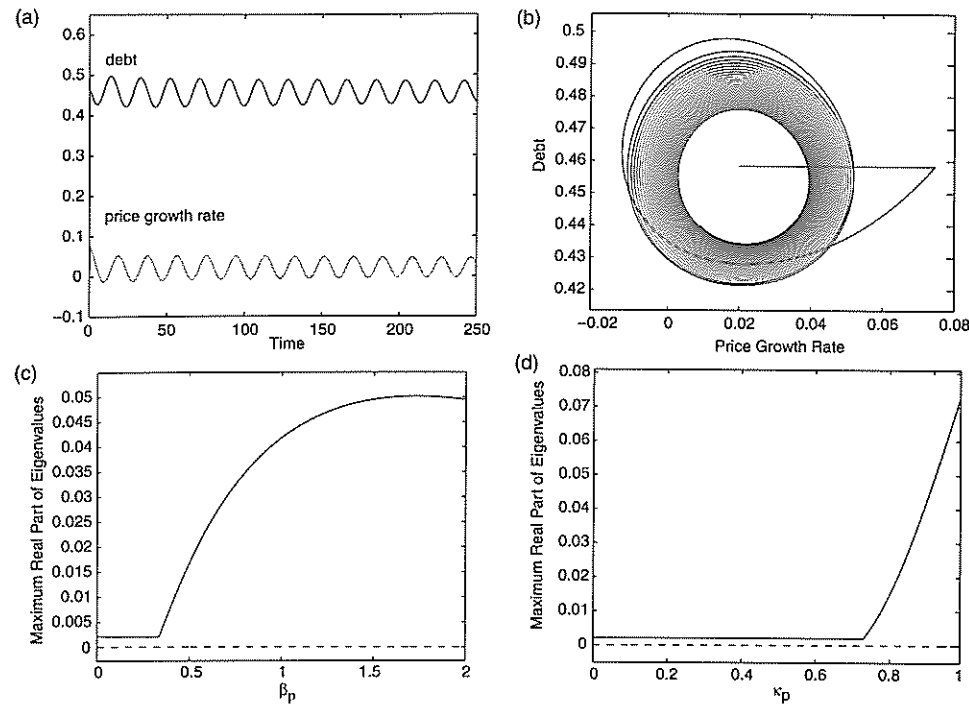 (a)
0.6
0.5
0.4
0.3
0.2
0.1
0
−0.1
debt
price growth rate
0 50 100 150 200 250
Time
(b)
0.5
0.49
0.48
0.47
0.46
0.45
0.44
0.43
0.42
Debt
−0.02 0 0.02 0.04 0.06 0.08
Price Growth Rate
(c)
0.05
0.045
0.04
0.035
0.03
0.025
0.02
0.015
0.01
0.005
0
Maximum Real Part of Eigenvalues
0 0.5 1 1.5 2
βp
(d)
0.08
0.07
0.06
0.05
0.04
0.03
0.02
0.01
0
Maximum Real Part of Eigenvalues
0 0.2 0.4 0.6 0.8 1
κp